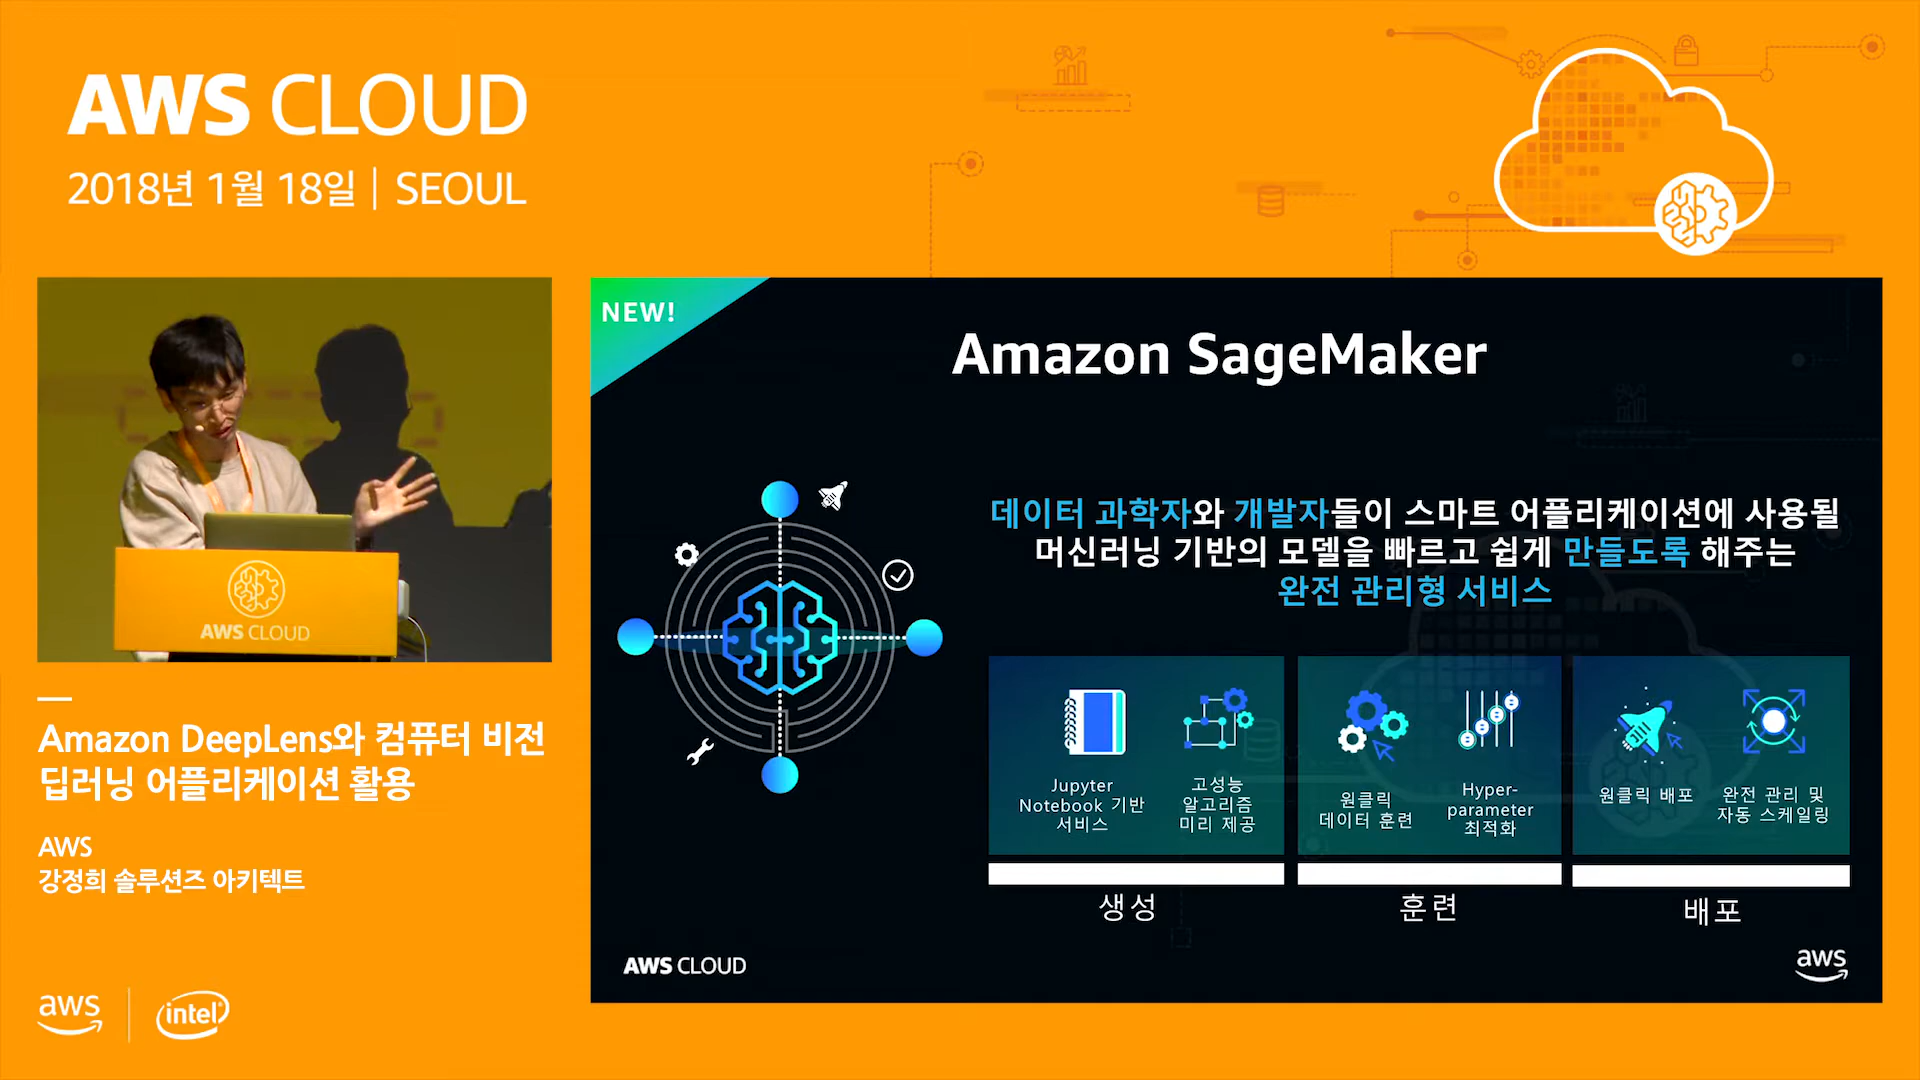 AWS CLOUD
2018년 1월 18일 | SEOUL
NEW!
Amazon SageMaker
데이터 과학자와 개발자들이 스마트 어플리케이션에 사용될
머신러닝 기반의 모델을 빠르고 쉽게 만들도록 해주는
완전 관리형 서비스
Jupyter
Notebook 기반
서비스
고성능
알고리즘
미리 제공
원클릭
데이터 훈련
Hyper-
parameter
최적화
원클릭 배포
완전 관리 및
자동 스케일링
생성
훈련
배포
AWS CLOUD
aws
AWS CLOUD
Amazon DeepLens와 컴퓨터 비전
딥러닝 어플리케이션 활용
AWS
강정희 솔루션즈 아키텍트
aws
intel